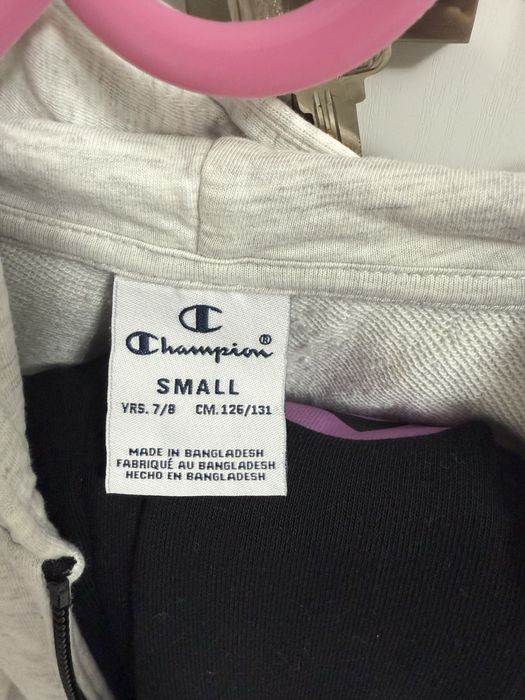 Champion®
SMALL
YRS. 7/8 CM. 126/131
MADE IN BANGLADESH
FABRIQUÉ AU BANGLADESH
HECHO EN BANGLADESH